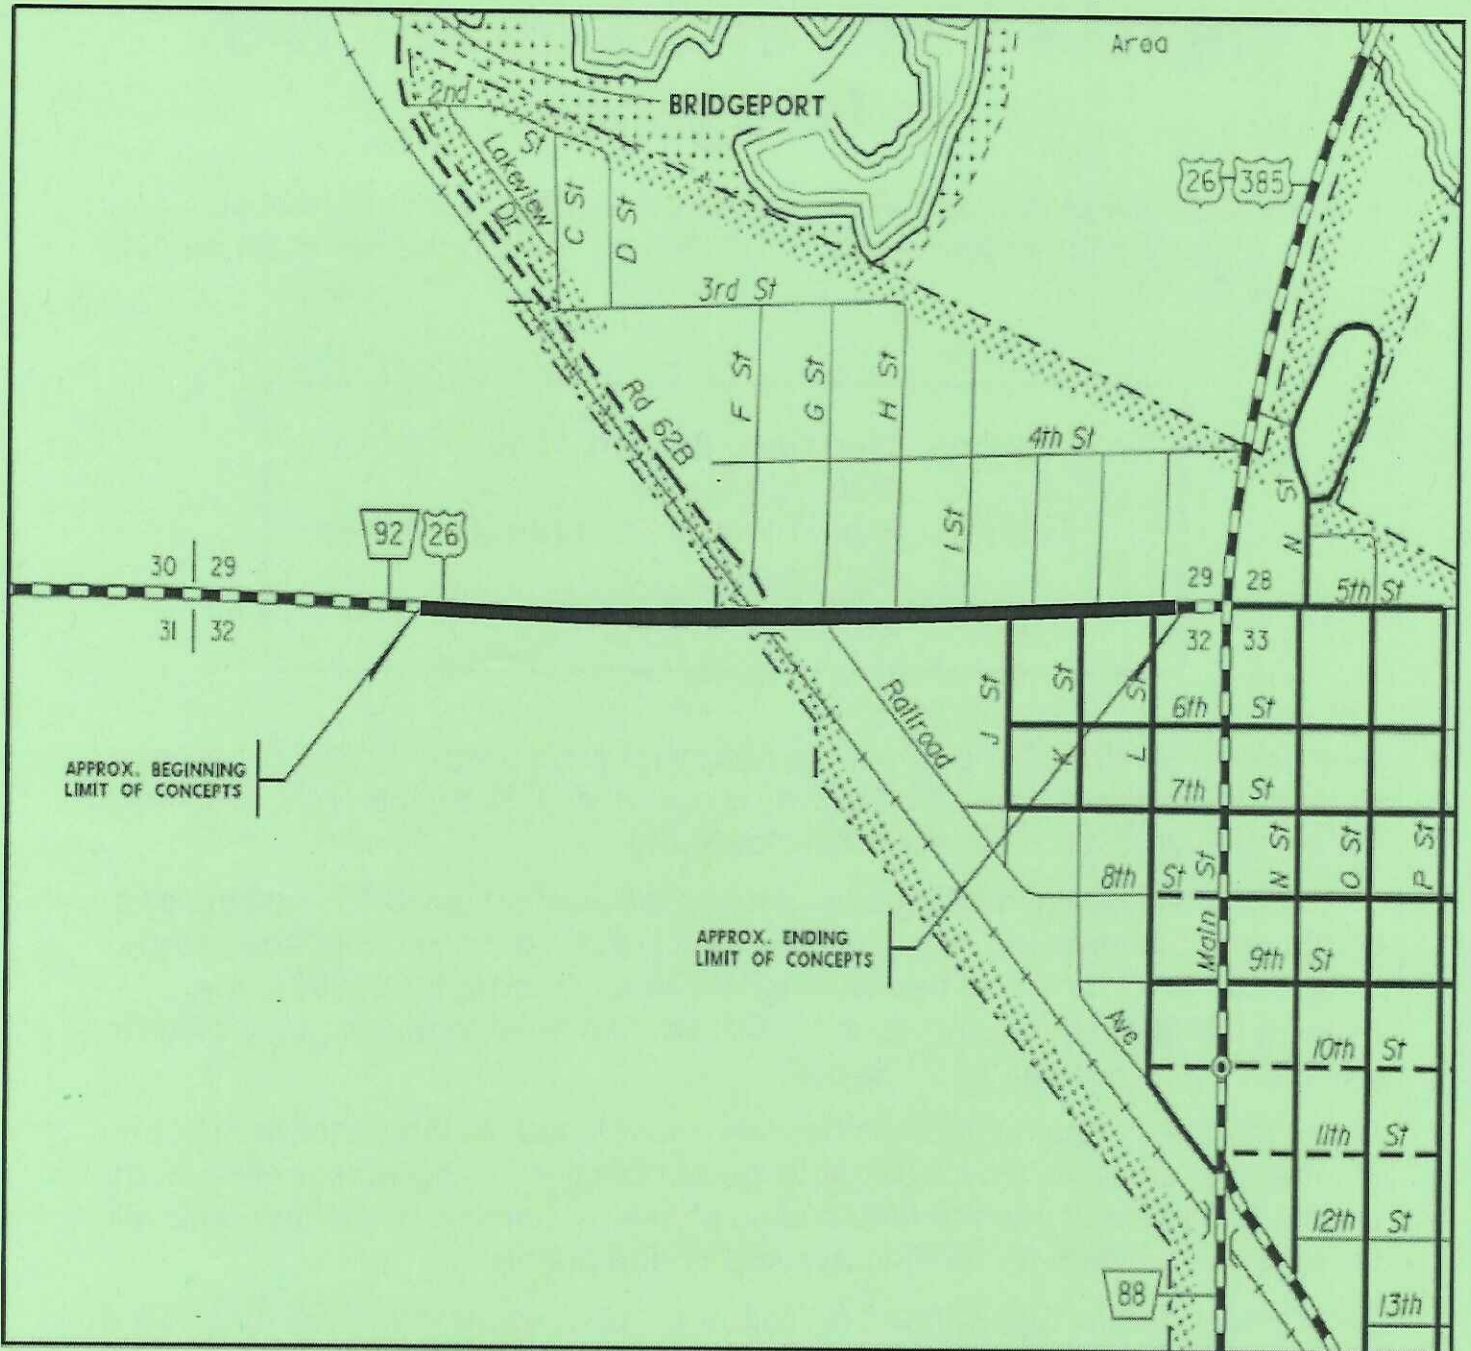 Area
2nd St
BRIDGEPORT
Lakeview Dr
C St
D St
26 385
3rd St
F St
G St
H St
Rd 62B
4th St
I St
N St
92 26
30 29
31 32
29 28
32 33
5th St
J St
K St
L St
6th St
Railroad
7th St
APPROX. BEGINNING
LIMIT OF CONCEPTS
8th St
Main St
N St
O St
P St
APPROX. ENDING
LIMIT OF CONCEPTS
9th St
Ave
10th St
11th St
12th St
88
13th